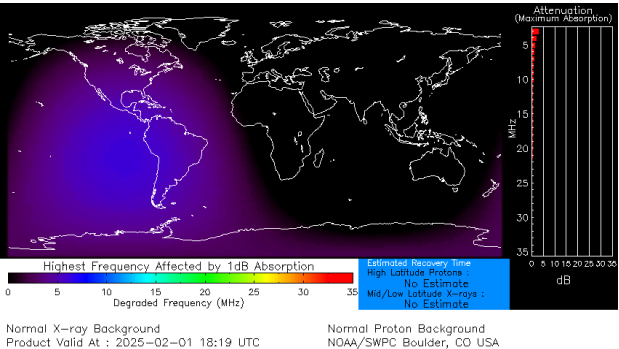 Attenuation
(Maximum Absorption)
5
10
15
20
25
30
35
MHz
0 5 10 15 20 25 30 35
dB
Highest Frequency Affected by 1dB Absorption
0 5 10 15 20 25 30 35
Degraded Frequency (MHz)
Estimated Recovery Time
High Latitude Protons :
No Estimate
Mid/Low Latitude X-rays :
No Estimate
Normal X-ray Background
Normal Proton Background
Product Valid At : 2025-02-01 18:19 UTC
NOAA/SWPC Boulder, CO USA